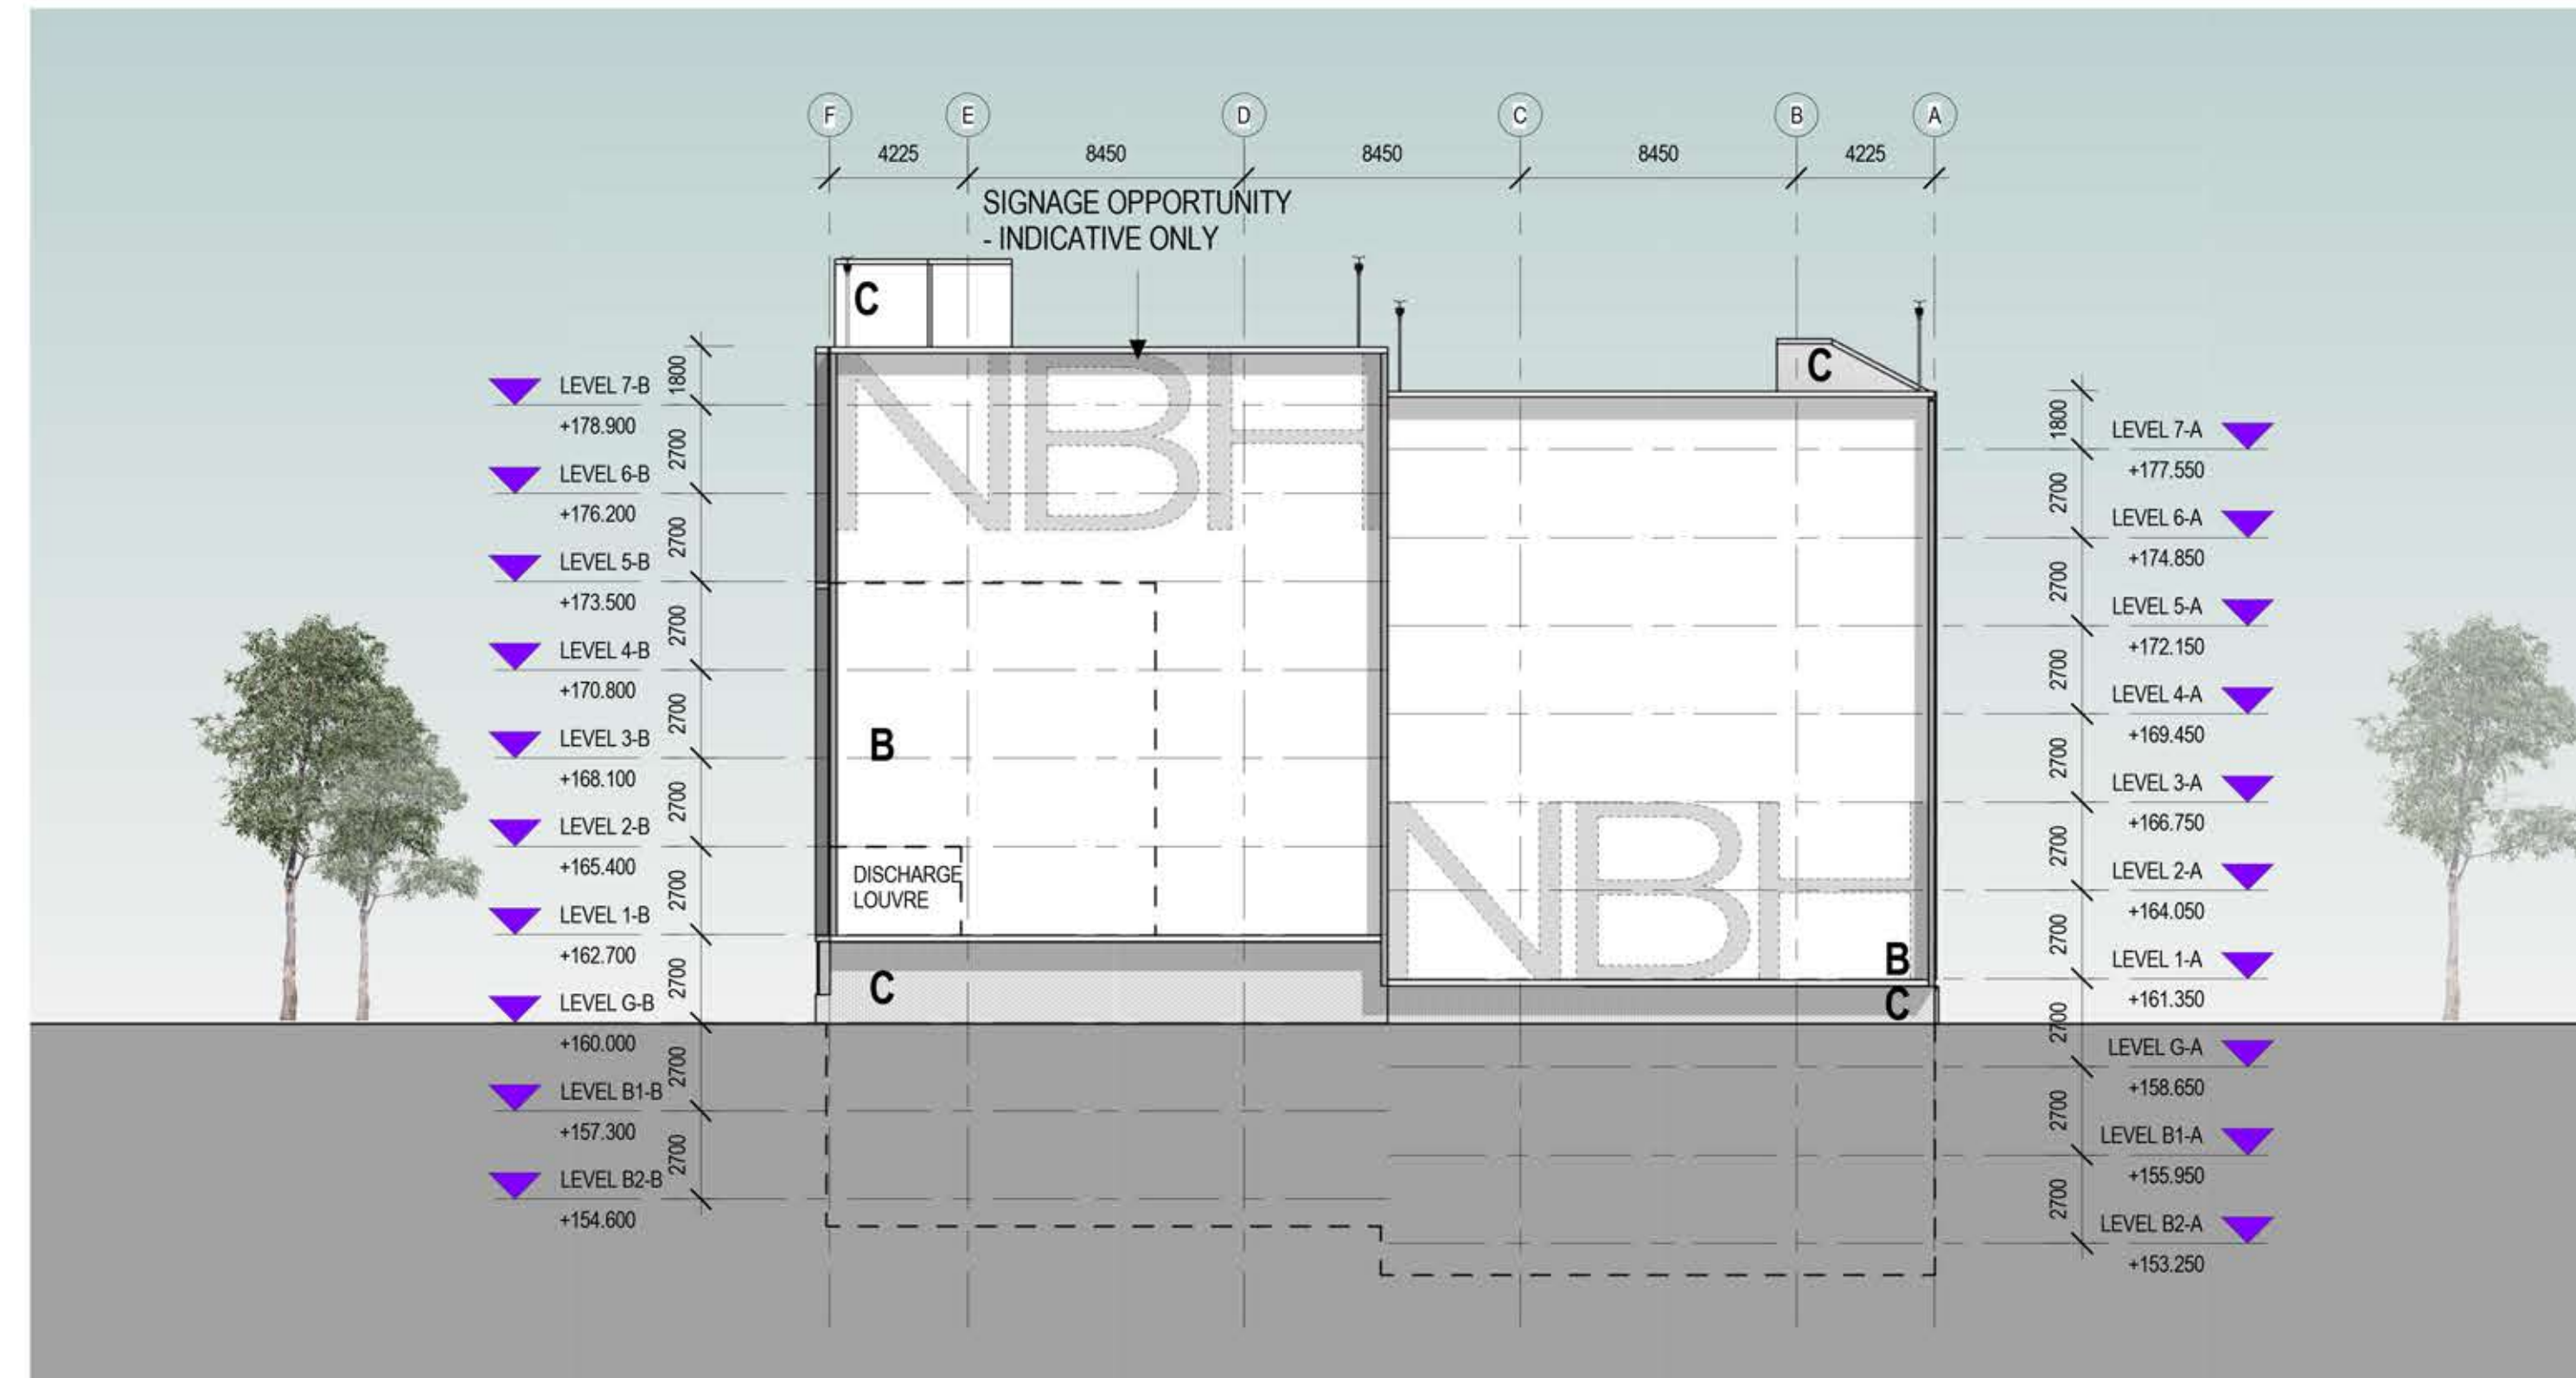 F
E
D
C
B
A
4225
8450
8450
8450
4225
SIGNAGE OPPORTUNITY
- INDICATIVE ONLY
C
C
NBH
B
DISCHARGE
LOUVRE
C
NBH
B
C
1800
LEVEL 7-B
+178.900
2700
LEVEL 6-B
+176.200
2700
LEVEL 5-B
+173.500
2700
LEVEL 4-B
+170.800
2700
LEVEL 3-B
+168.100
2700
LEVEL 2-B
+165.400
2700
LEVEL 1-B
+162.700
2700
LEVEL G-B
+160.000
2700
LEVEL B1-B
+157.300
2700
LEVEL B2-B
+154.600
1800
LEVEL 7-A
+177.550
2700
LEVEL 6-A
+174.850
2700
LEVEL 5-A
+172.150
2700
LEVEL 4-A
+169.450
2700
LEVEL 3-A
+166.750
2700
LEVEL 2-A
+164.050
2700
LEVEL 1-A
+161.350
2700
LEVEL G-A
+158.650
2700
LEVEL B1-A
+155.950
2700
LEVEL B2-A
+153.250